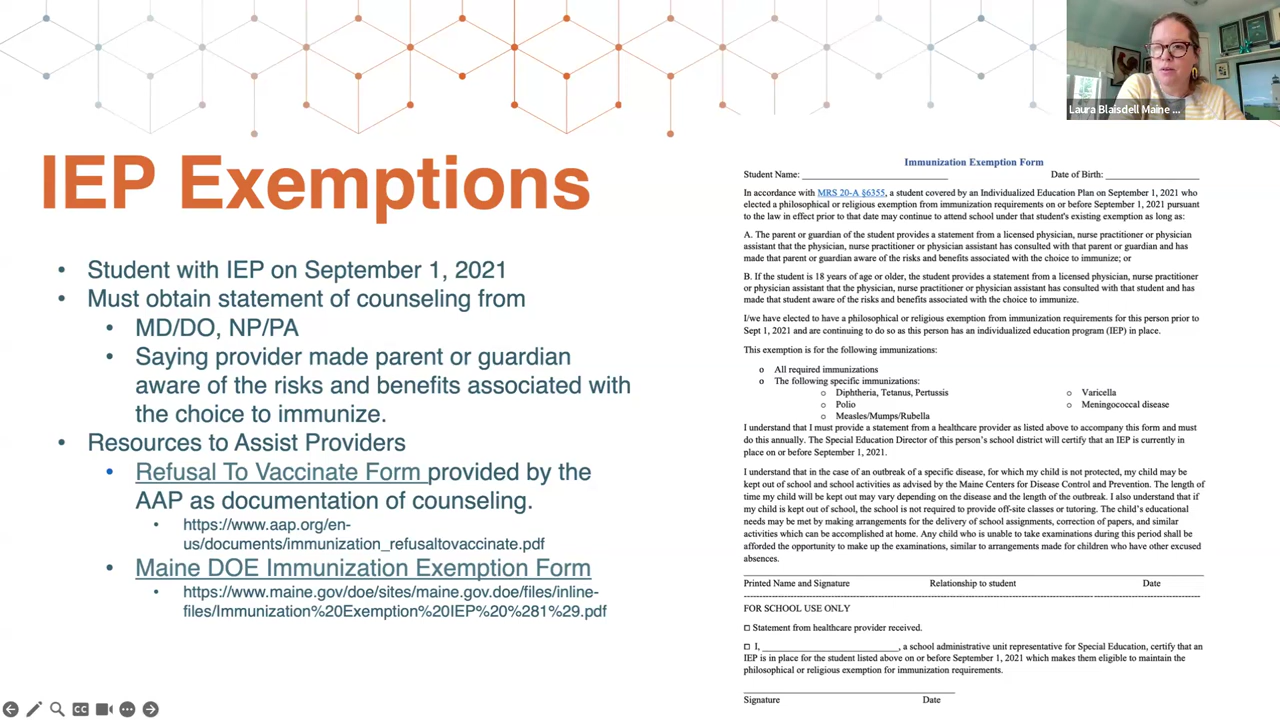 Laura Blaisdell Maine ...
IEP Exemptions
• Student with IEP on September 1, 2021
• Must obtain statement of counseling from
• MD/DO, NP/PA
• Saying provider made parent or guardian
aware of the risks and benefits associated with
the choice to immunize.
• Resources to Assist Providers
• Refusal To Vaccinate Form provided by the
AAP as documentation of counseling.
• https://www.aap.org/en-
us/documents/immunization_refusaltovaccinate.pdf
• Maine DOE Immunization Exemption Form
• https://www.maine.gov/doe/sites/maine.gov.doe/files/inline-
files/Immunization%20Exemption%20IEP%20%281%29.pdf
Immunization Exemption Form
Student Name: ____________________________ Date of Birth: __________________
In accordance with MRS 20-A §6355, a student covered by an Individualized Education Plan on September 1, 2021 who
elected a philosophical or religious exemption from immunization requirements on or before September 1, 2021 pursuant
to the law in effect prior to that date may continue to attend school under that student's existing exemption as long as:
A. The parent or guardian of the student provides a statement from a licensed physician, nurse practitioner or physician
assistant that the physician, nurse practitioner or physician assistant has consulted with that parent or guardian and has
made that parent or guardian aware of the risks and benefits associated with the choice to immunize; or
B. If the student is 18 years of age or older, the student provides a statement from a licensed physician, nurse practitioner
or physician assistant that the physician, nurse practitioner or physician assistant has consulted with that student and has
made that student aware of the risks and benefits associated with the choice to immunize.
I/we have elected to have a philosophical or religious exemption from immunization requirements for this person prior to
Sept 1, 2021 and are continuing to do so as this person has an individualized education program (IEP) in place.
This exemption is for the following immunizations:
o All required immunizations
o The following specific immunizations:
o Diphtheria, Tetanus, Pertussis o Varicella
o Polio o Meningococcal disease
o Measles/Mumps/Rubella
I understand that I must provide a statement from a healthcare provider as listed above to accompany this form and must
do this annually. The Special Education Director of this person's school district will certify that an IEP is currently in
place on or before September 1, 2021.
I understand that in the case of an outbreak of a specific disease, for which my child is not protected, my child may be
kept out of school and school activities as advised by the Maine Centers for Disease Control and Prevention. The length of
time my child will be kept out may vary depending on the disease and the length of the outbreak. I also understand that if
my child is kept out of school, the school is not required to provide off-site classes or tutoring. The child's educational
needs may be met by making arrangements for the delivery of school assignments, correction of papers, and similar
activities which can be accomplished at home. Any child who is unable to take examinations during this period shall be
afforded the opportunity to make up the examinations, similar to arrangements made for children who have other excused
absences.
Printed Name and Signature Relationship to student Date
FOR SCHOOL USE ONLY
☐ Statement from healthcare provider received.
☐ I, __________________________, a school administrative unit representative for Special Education, certify that an
IEP is in place for the student listed above on or before September 1, 2021 which makes them eligible to maintain the
philosophical or religious exemption for immunization requirements.
Signature Date
CC